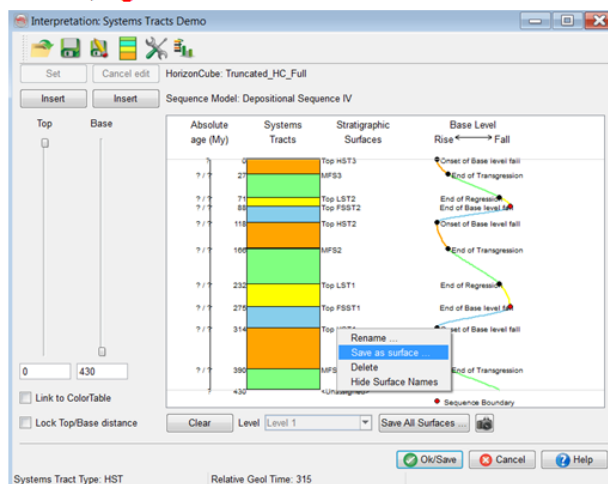 Interpretation: Systems Tracts Demo
Set Cancel edit HorizonCube: Truncated_HC_Full
Insert Insert Sequence Model: Depositional Sequence IV
Top Base
Absolute age (My) Systems Tracts Stratigraphic Surfaces Base Level
Rise Fall
? 0 Top HST3 Onset of Base level fall
? / ? 27 MFS3 End of Transgression
? / ? 71 Top LST2 End of Regression
? / ? 88 Top FSST2 End of Base level fall
? / ? 118 Top HST2 Onset of Base level fall
? / ? 166 MFS2 End of Transgression
? / ? 232 Top LST1 End of Regression
? / ? 275 Top FSST1 End of Base level fall
? / ? 314 Top Onset of Base level fall
Rename ...
Save as surface ...
Delete
Hide Surface Names
? / ? 390 MFS End of Transgression
? 430 <Unassigned>
Sequence Boundary
0 430
Link to ColorTable
Lock Top/Base distance Clear Level Level 1 Save All Surfaces ...
Ok/Save Cancel Help
Systems Tract Type: HST Relative Geol Time: 315